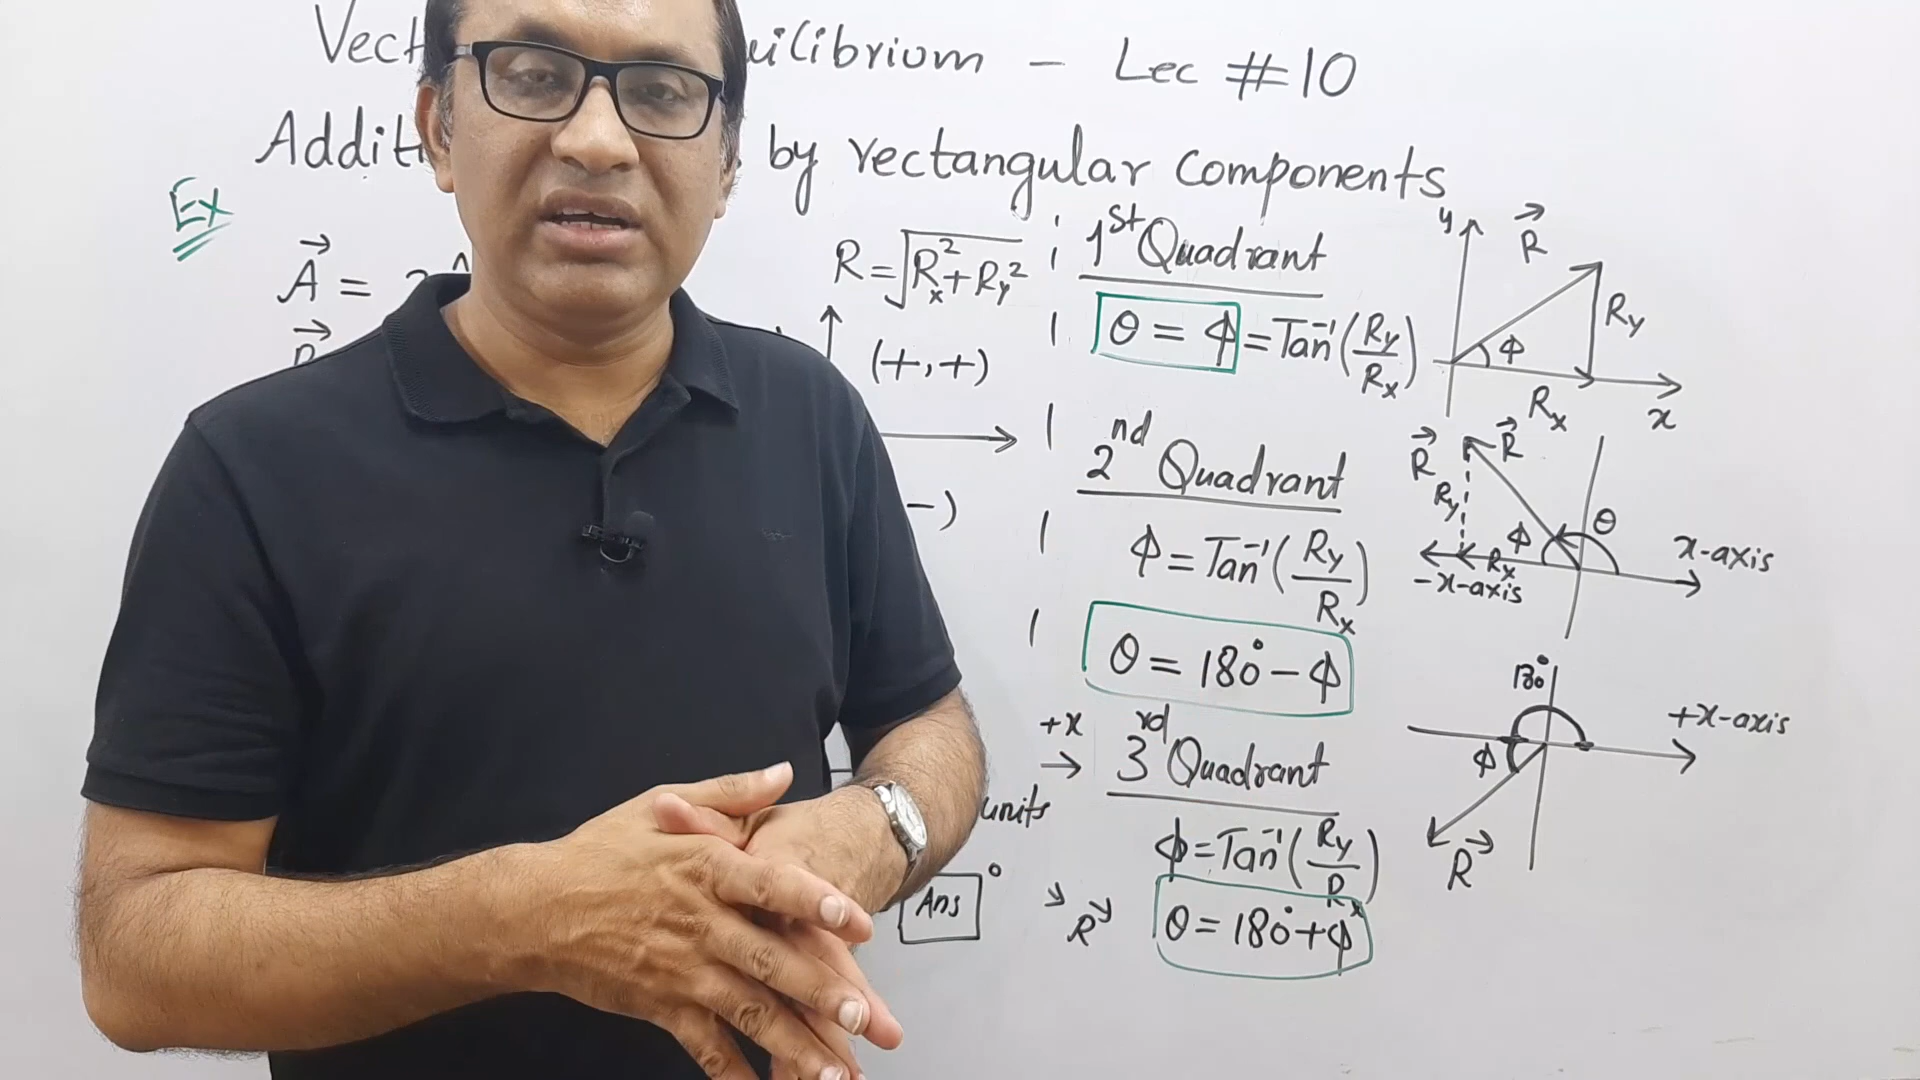 Vect uilibrium – Lec #10
Addit by rectangular components
Ex
A⃗ =
R = √(Rx² + Ry²)
(+,+)
–)
units
Ans °
R⃗
+x
→
1st Quadrant
θ = ϕ = Tan⁻¹(Ry/Rx)
2nd Quadrant
ϕ = Tan⁻¹(Ry/Rx)
θ = 180° – ϕ
3rd Quadrant
ϕ = Tan⁻¹(Ry/Rx)
θ = 180° + ϕ
y
R⃗
Ry
ϕ
Rx
x
R⃗ R⃗
Ry
ϕ θ
Rx
x-axis
-x-axis
180°
+x-axis
ϕ
R⃗